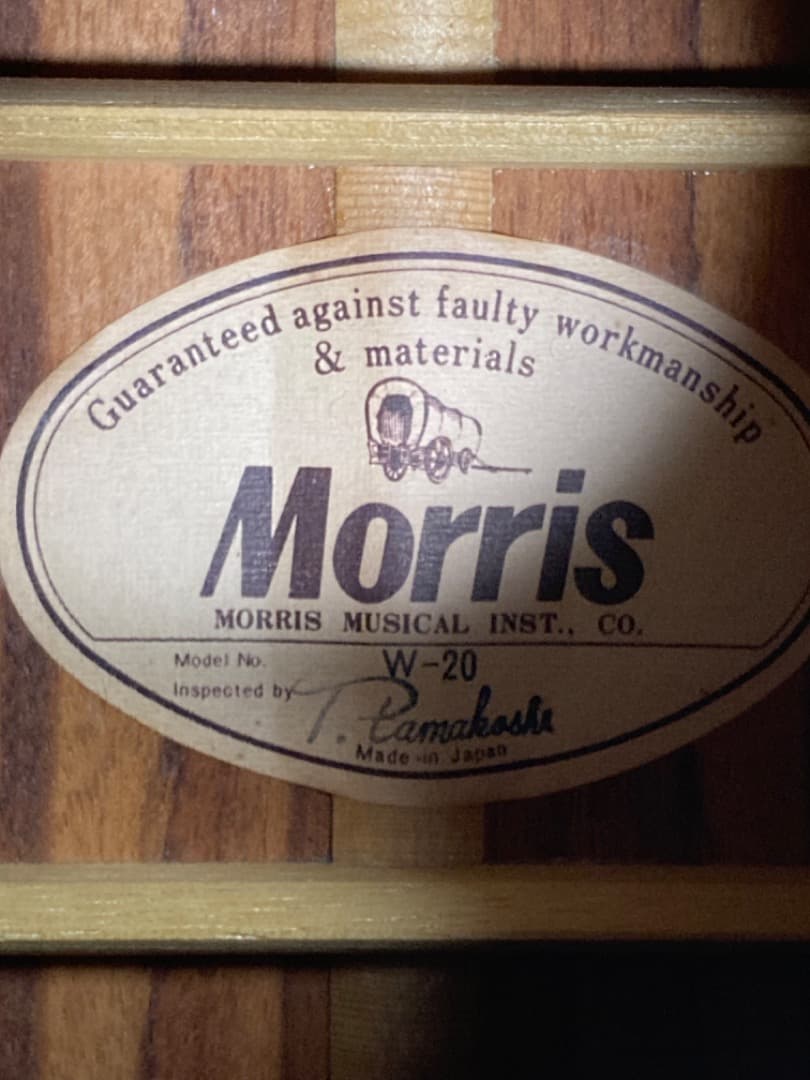 Guaranteed against faulty workmanship
& materials
Morris
MORRIS MUSICAL INST., CO.
Model No. W-20
Inspected by T.
Made in Japan